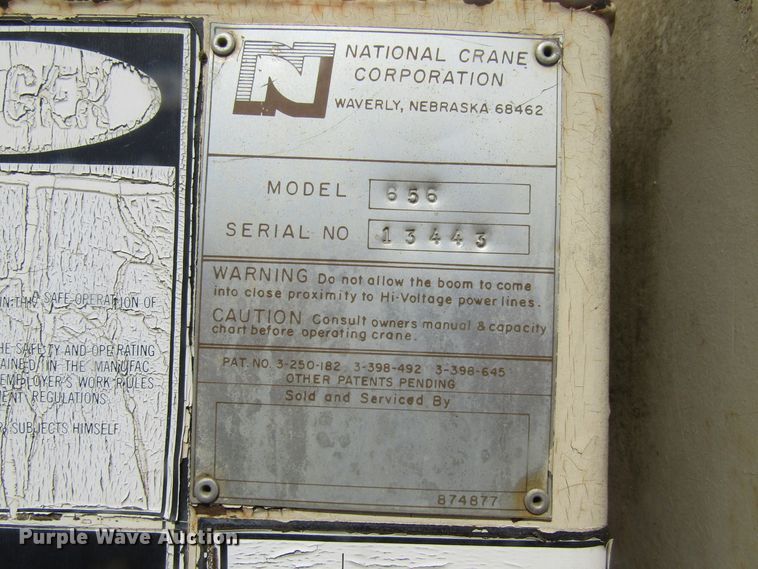 NATIONAL CRANE
CORPORATION
WAVERLY, NEBRASKA 68462
MODEL 656
SERIAL NO 13443
WARNING Do not allow the boom to come
into close proximity to Hi-Voltage power lines.
CAUTION Consult owners manual & capacity
chart before operating crane.
PAT. NO. 3-250-182 3-398-492 3-398-645
OTHER PATENTS PENDING
Sold and Serviced By
874877
SAFE OPERATION OF
HE SAFETY AND OPERATING
TAINED IN THE MANUFAC
EMPLOYER'S WORK RULES
ENT REGULATIONS.
SUBJECTS HIMSELF
Purple Wave Auction